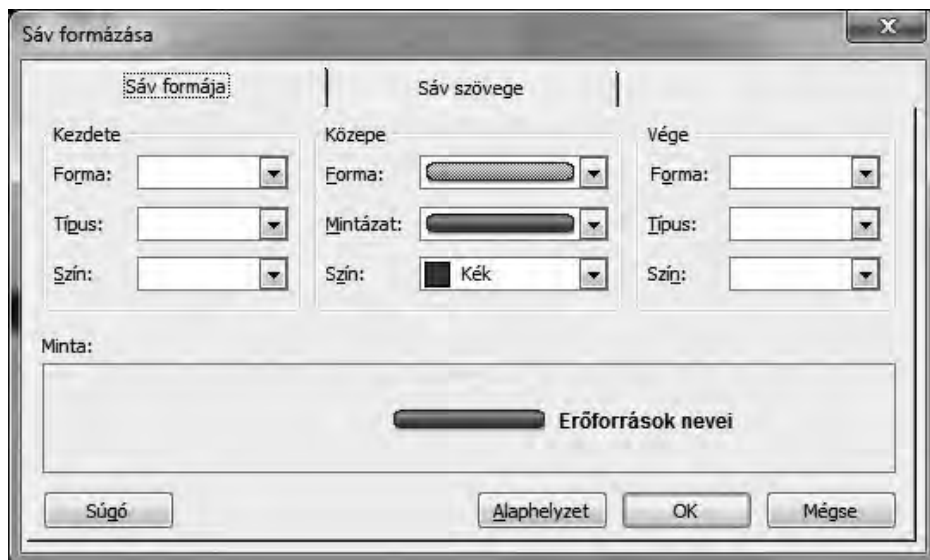 Sáv formázása
Sáv formája
Sáv szövege
Kezdete
Forma:
Típus:
Szín:
Közepe
Forma:
Mintázat:
Szín:
Kék
Vége
Forma:
Típus:
Szín:
Minta:
Erőforrások nevei
Súgó
Alaphelyzet
OK
Mégse